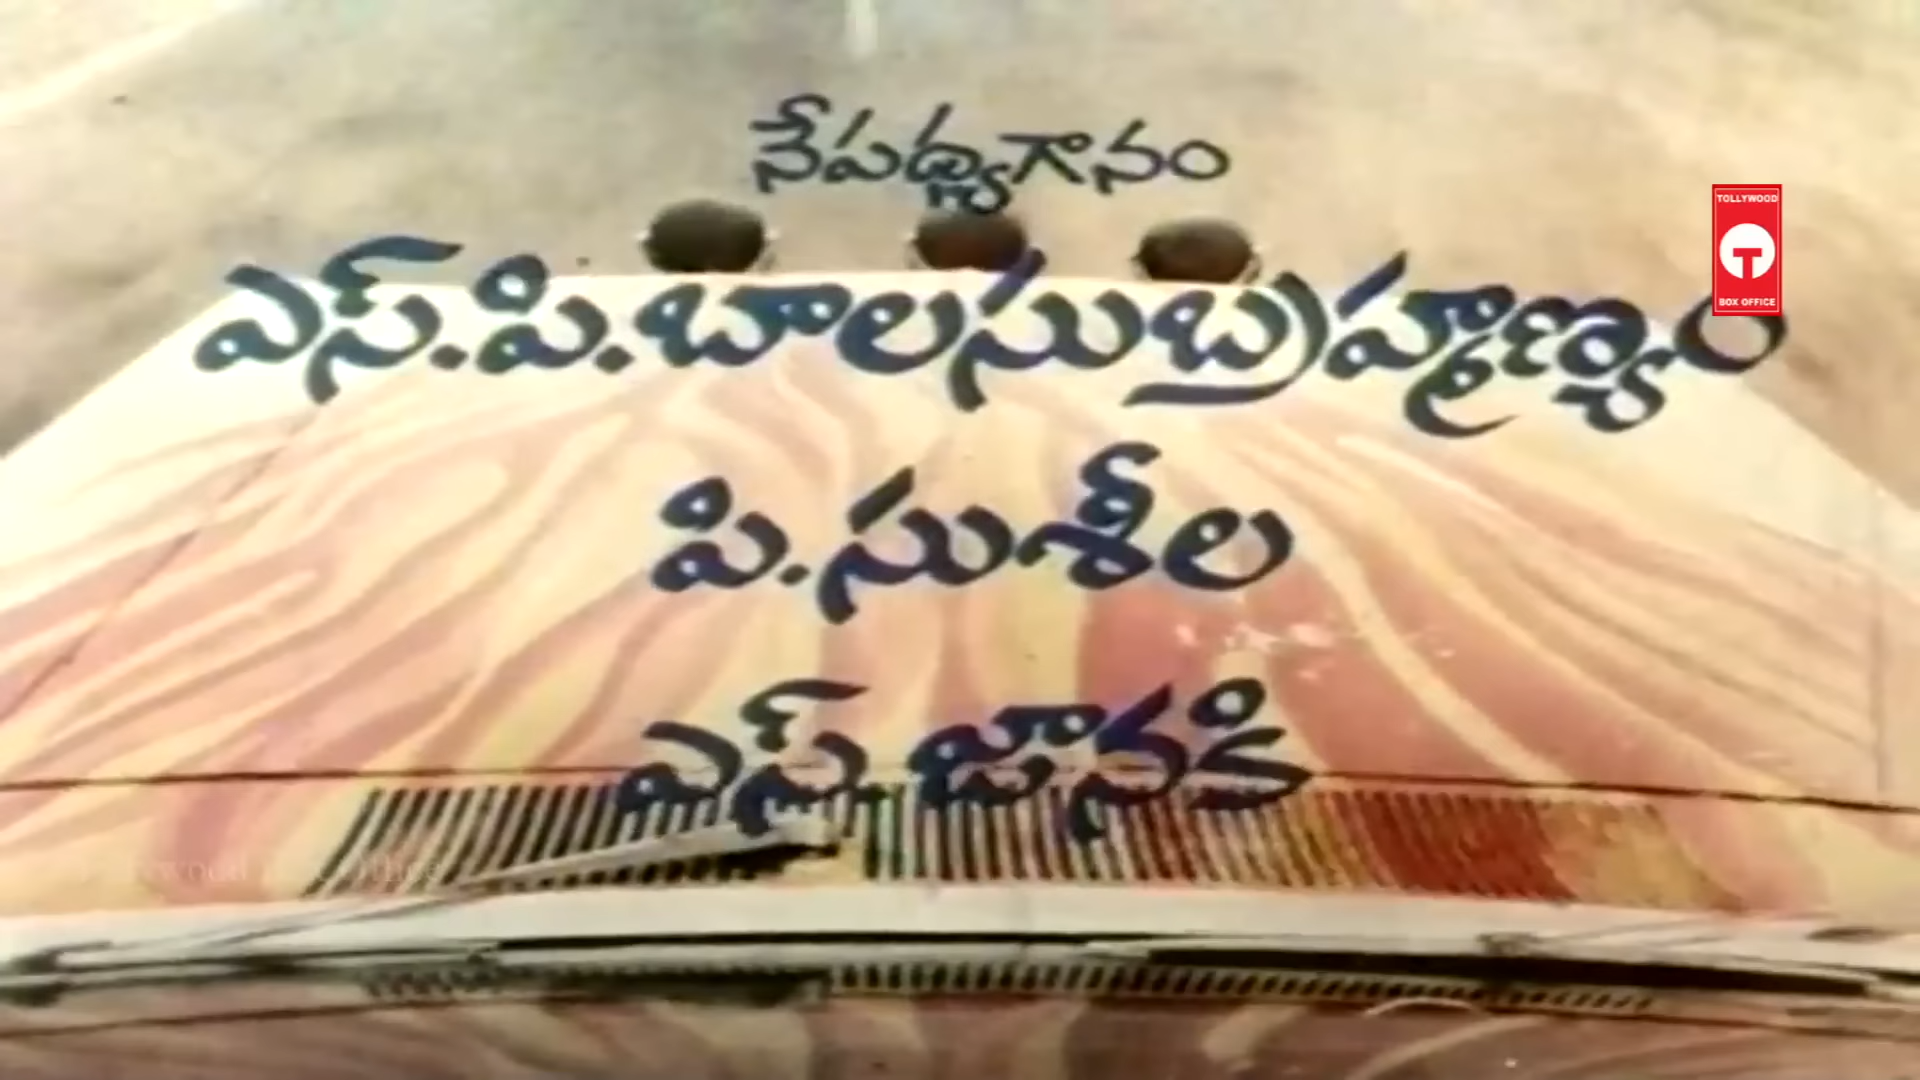 నేపథ్యగానం
ఎస్.పి.బాలసుబ్రహ్మణ్యం
పి.సుశీల
ఎస్. జానకి
TOLLYWOOD
T
BOX OFFICE